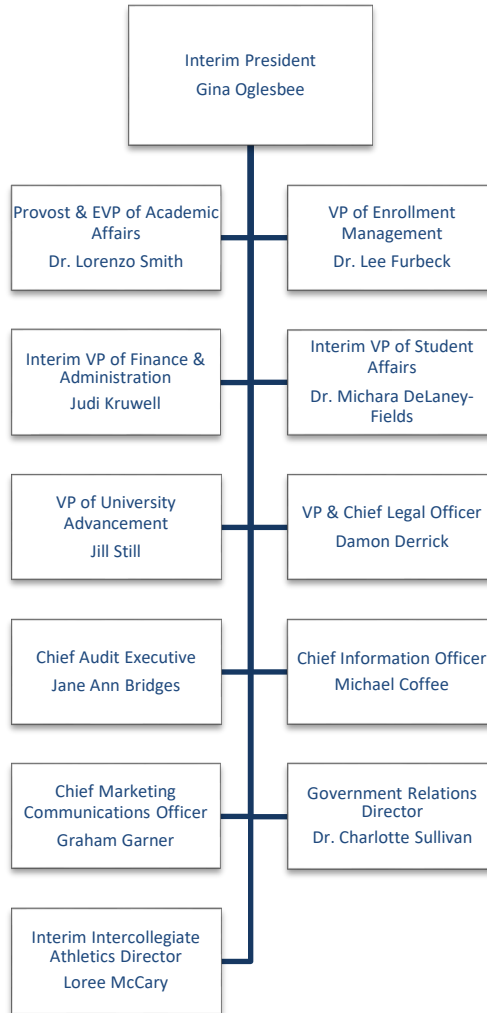 Interim President
Gina Oglesbee
Provost & EVP of Academic
Affairs
Dr. Lorenzo Smith
VP of Enrollment
Management
Dr. Lee Furbeck
Interim VP of Finance &
Administration
Judi Kruwell
Interim VP of Student
Affairs
Dr. Michara DeLaney-
Fields
VP of University
Advancement
Jill Still
VP & Chief Legal Officer
Damon Derrick
Chief Audit Executive
Jane Ann Bridges
Chief Information Officer
Michael Coffee
Chief Marketing
Communications Officer
Graham Garner
Government Relations
Director
Dr. Charlotte Sullivan
Interim Intercollegiate
Athletics Director
Loree McCary